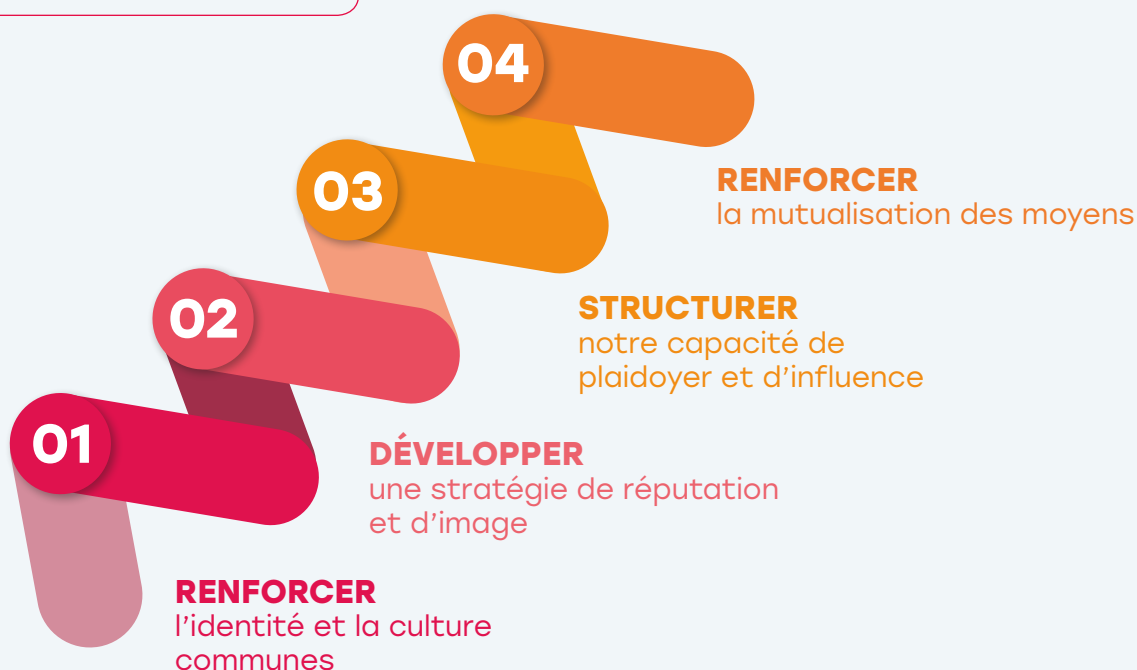 04
RENFORCER
la mutualisation des moyens
03
STRUCTURER
notre capacité de
plaidoyer et d'influence
02
DÉVELOPPER
une stratégie de réputation
et d'image
01
RENFORCER
l'identité et la culture
communes